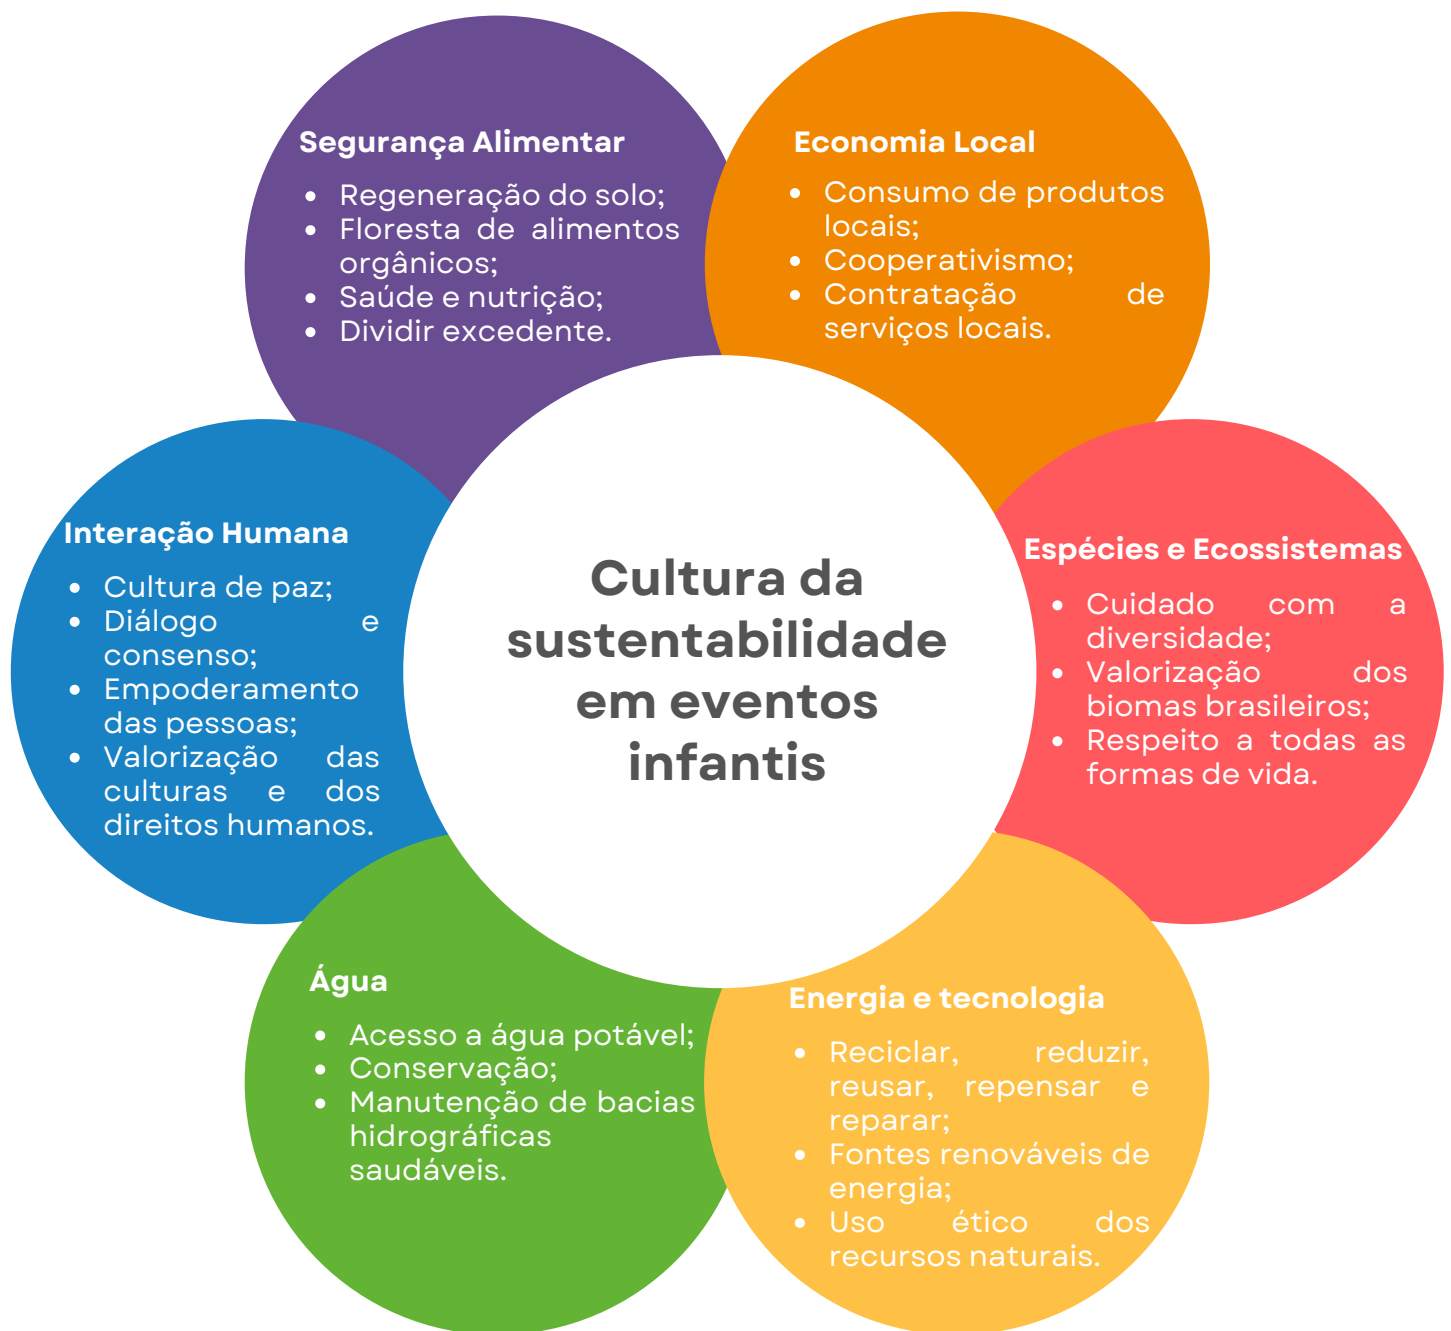 Segurança Alimentar
• Regeneração do solo;
• Floresta de alimentos
orgânicos;
• Saúde e nutrição;
• Dividir excedente.
Economia Local
• Consumo de produtos
locais;
• Cooperativismo;
• Contratação de
serviços locais.
Interação Humana
• Cultura de paz;
• Diálogo e
consenso;
• Empoderamento
das pessoas;
• Valorização das
culturas e dos
direitos humanos.
Cultura da
sustentabilidade
em eventos
infantis
Espécies e Ecossistemas
• Cuidado com a
diversidade;
• Valorização dos
biomas brasileiros;
• Respeito a todas as
formas de vida.
Água
• Acesso a água potável;
• Conservação;
• Manutenção de bacias
hidrográficas
saudáveis.
Energia e tecnologia
• Reciclar, reduzir,
reusar, repensar e
reparar;
• Fontes renováveis de
energia;
• Uso ético dos
recursos naturais.